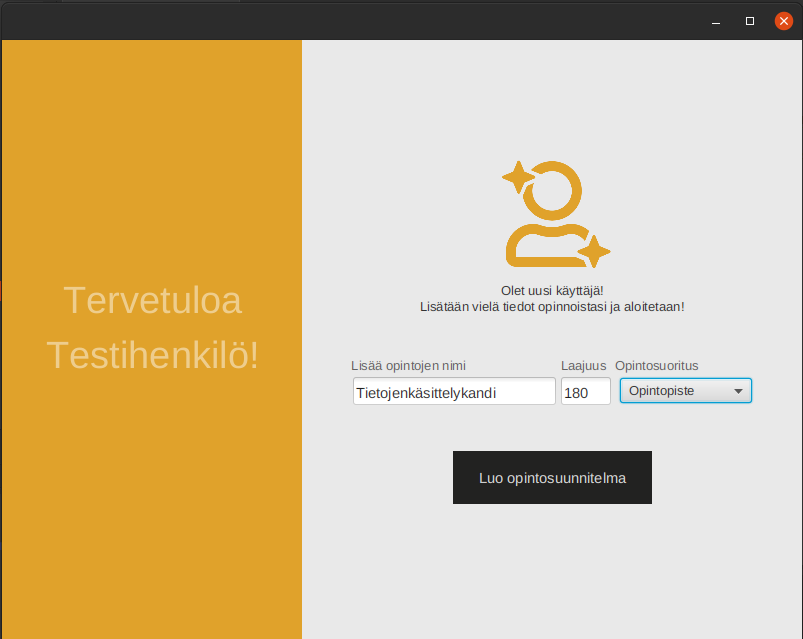 Tervetuloa
Testihenkilö!
Olet uusi käyttäjä!
Lisätään vielä tiedot opinnoistasi ja aloitetaan!
Lisää opintojen nimi Laajuus Opintosuoritus
Tietojenkäsittelykandi 180 Opintopiste
Luo opintosuunnitelma